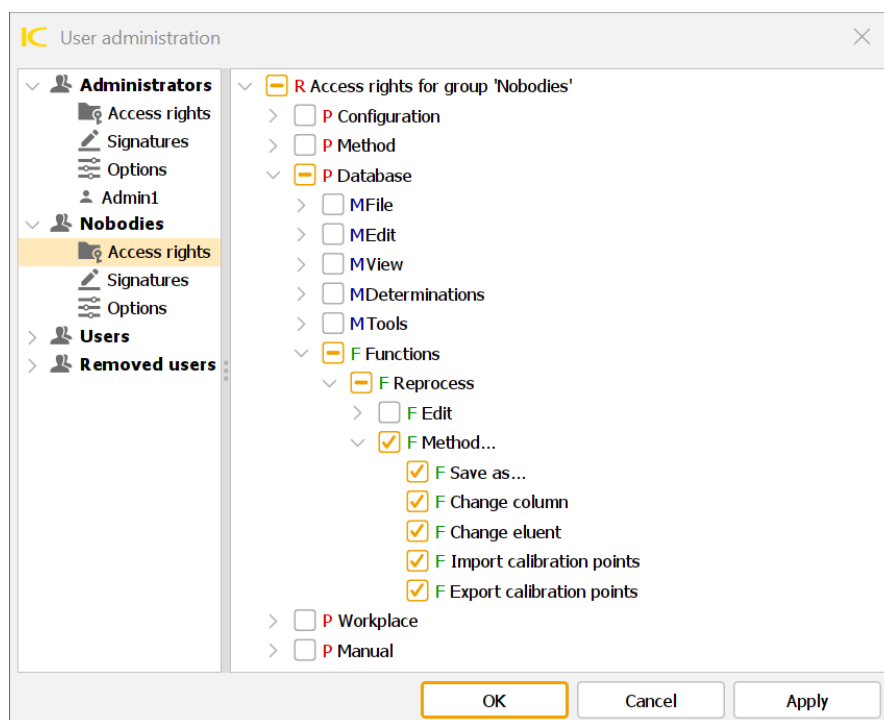 IC User administration
Administrators
Access rights
Signatures
Options
Admin1
Nobodies
Access rights
Signatures
Options
Users
Removed users
R Access rights for group 'Nobodies'
P Configuration
P Method
P Database
M File
M Edit
M View
M Determinations
M Tools
F Functions
F Reprocess
F Edit
F Method...
F Save as...
F Change column
F Change eluent
F Import calibration points
F Export calibration points
P Workplace
P Manual
OK Cancel Apply